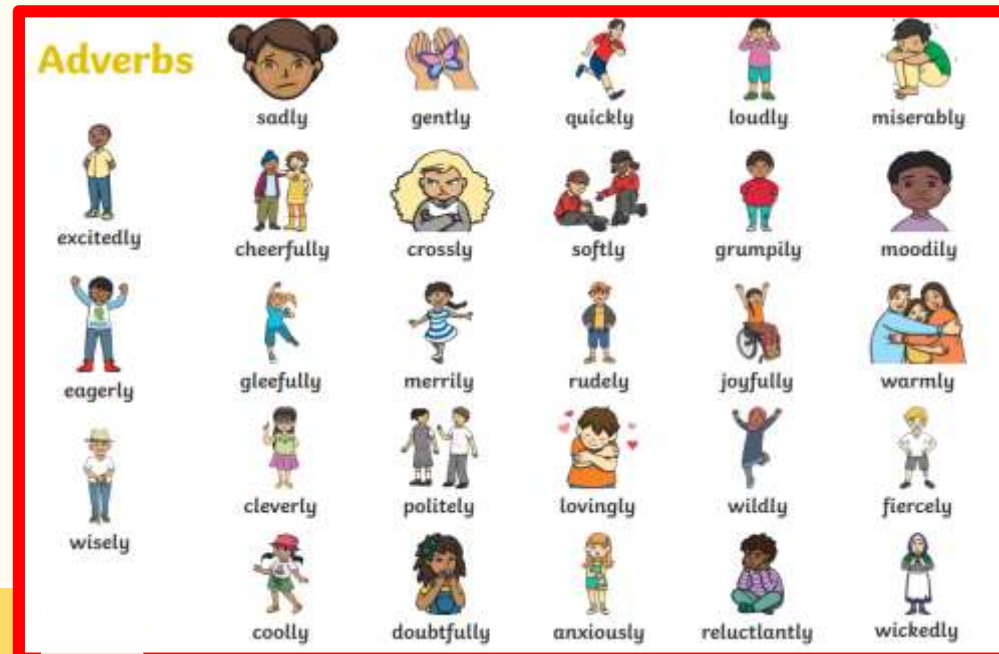 Adverbs
sadly gently quickly loudly miserably
excitedly cheerfully crossly softly grumpily moodily
eagerly gleefully merrily rudely joyfully warmly
wisely cleverly politely lovingly wildly fiercely
coolly doubtfully anxiously reluctlantly wickedly